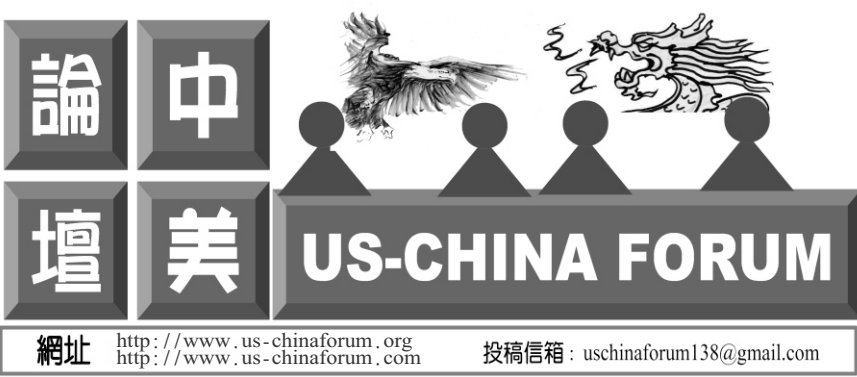 中美
論壇
US-CHINA FORUM
網址 http://www.us-chinaforum.org
http://www.us-chinaforum.com
投稿信箱：uschinaforum138@gmail.com